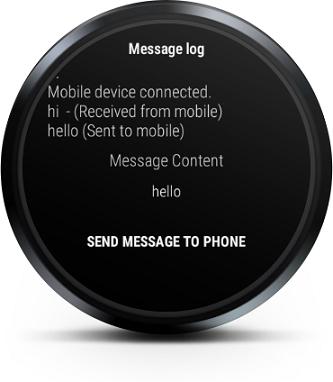 Message log
.
Mobile device connected.
hi - (Received from mobile)
hello (Sent to mobile)
Message Content
hello
SEND MESSAGE TO PHONE